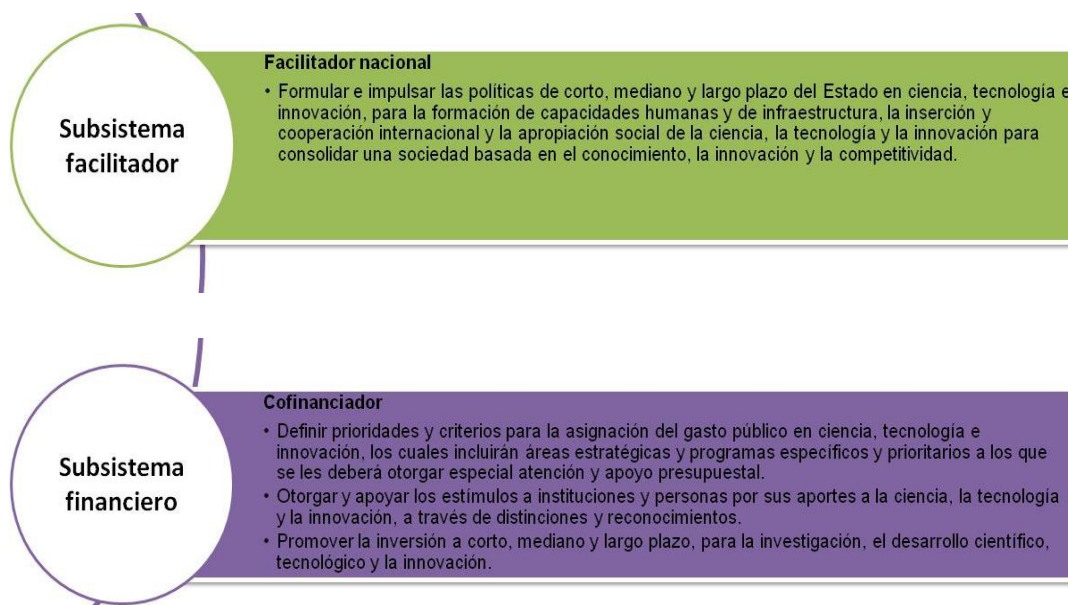 Subsistema
facilitador
Facilitador nacional
• Formular e impulsar las políticas de corto, mediano y largo plazo del Estado en ciencia, tecnología e
innovación, para la formación de capacidades humanas y de infraestructura, la inserción y
cooperación internacional y la apropiación social de la ciencia, la tecnología y la innovación para
consolidar una sociedad basada en el conocimiento, la innovación y la competitividad.
Subsistema
financiero
Cofinanciador
• Definir prioridades y criterios para la asignación del gasto público en ciencia, tecnología e
innovación, los cuales incluirán áreas estratégicas y programas específicos y prioritarios a los que
se les deberá otorgar especial atención y apoyo presupuestal.
• Otorgar y apoyar los estímulos a instituciones y personas por sus aportes a la ciencia, la tecnología
y la innovación, a través de distinciones y reconocimientos.
• Promover la inversión a corto, mediano y largo plazo, para la investigación, el desarrollo científico,
tecnológico y la innovación.